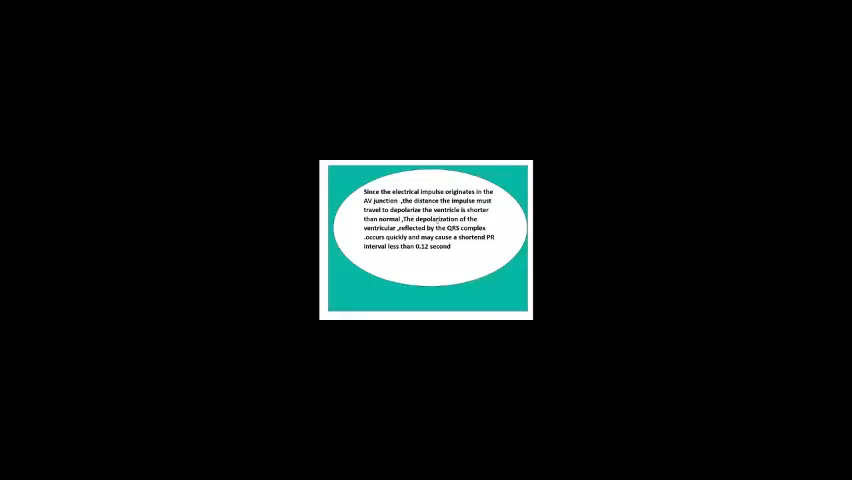 Since the electrical impulse originates in the
AV junction ,the distance the impulse must
travel to depolarize the ventricle is shorter
than normal ,The depolarization of the
ventricular ,reflected by the QRS complex
.occurs quickly and may cause a shortend PR
interval less than 0.12 second